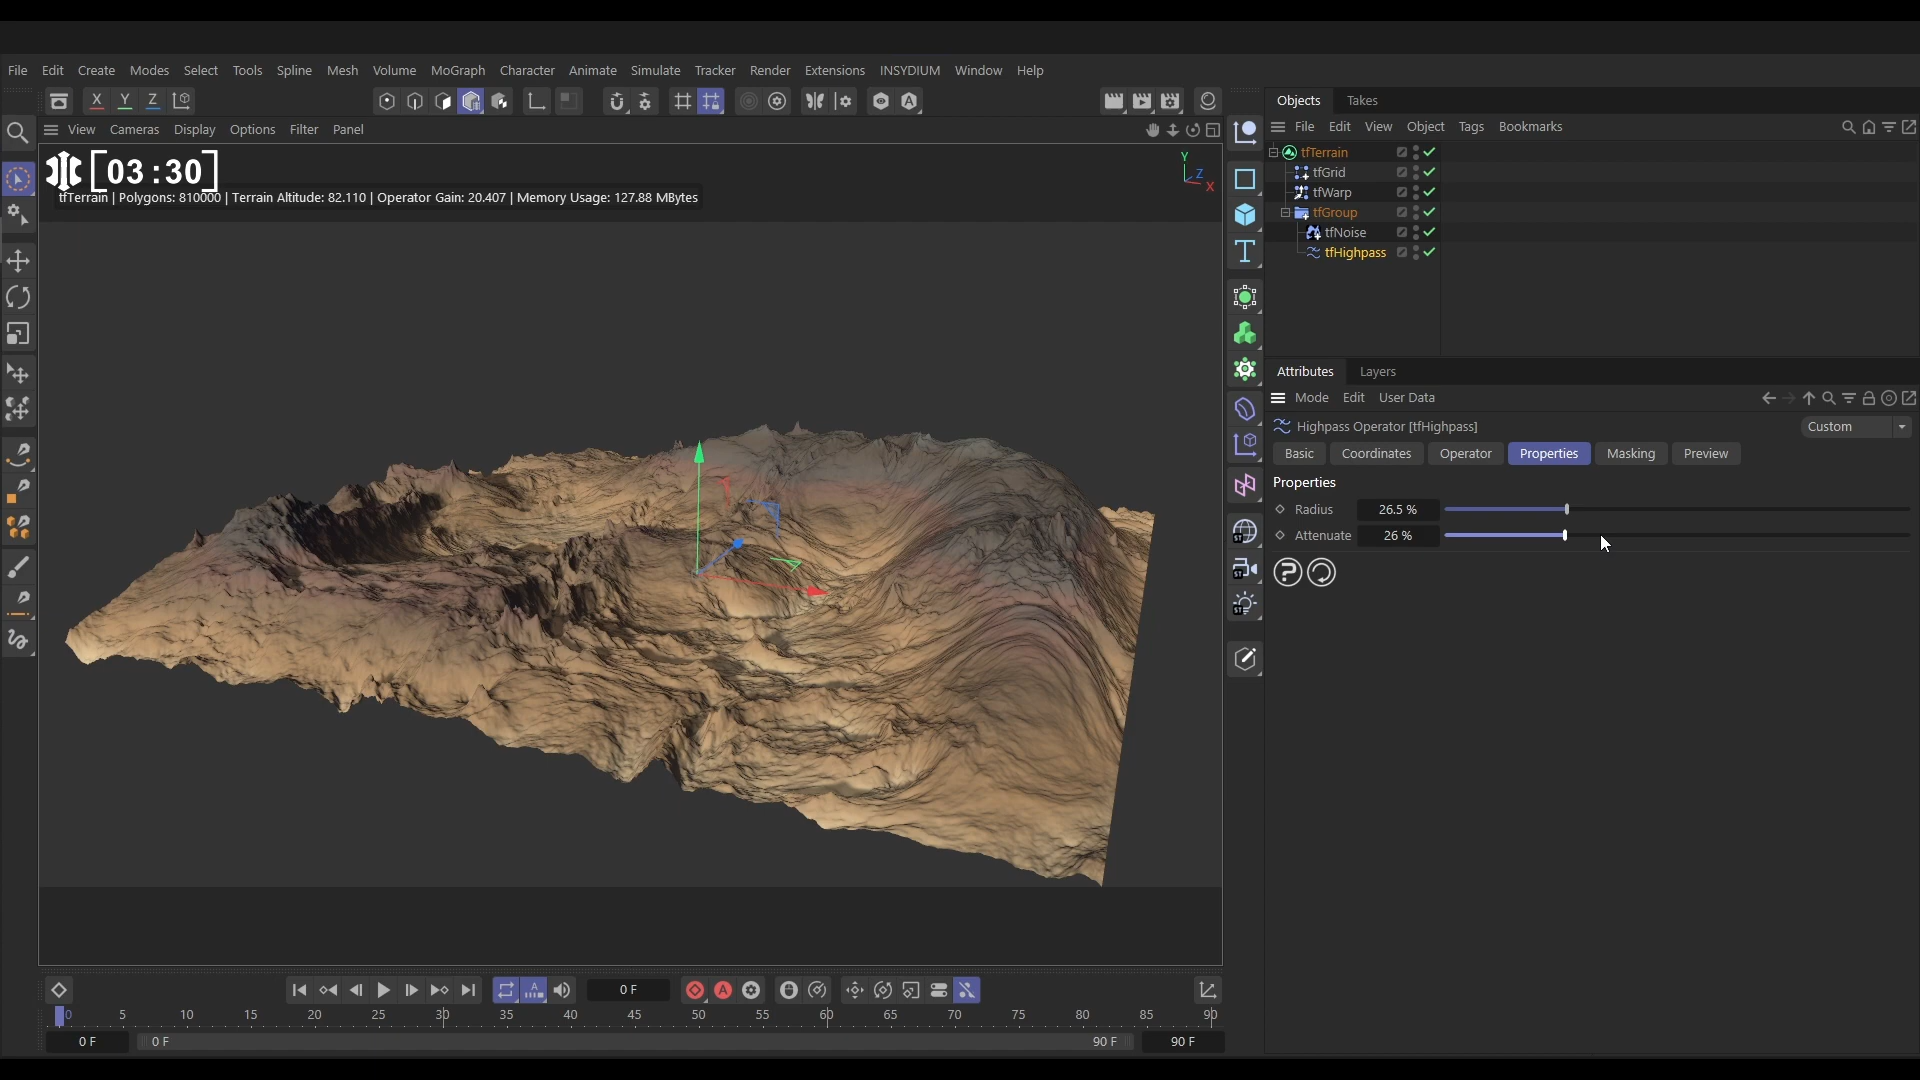 File Edit Create Modes Select Tools Spline Mesh Volume MoGraph Character Animate Simulate Tracker Render Extensions INSYDIUM Window Help
X Y Z
Objects Takes
View Cameras Display Options Filter Panel
File Edit View Object Tags Bookmarks
[03:30]
tfTerrain | Polygons: 810000 | Terrain Altitude: 82.110 | Operator Gain: 20.407 | Memory Usage: 127.88 MBytes
Y
Z
X
tfTerrain
tfGrid
tfWarp
tfGroup
tfNoise
tfHighpass
Attributes Layers
Mode Edit User Data
Highpass Operator [tfHighpass] Custom
Basic Coordinates Operator Properties Masking Preview
Properties
Radius 26.5 %
Attenuate 26 %
ST
ST
ST
0 F
0 5 10 15 20 25 30 35 40 45 50 55 60 65 70 75 80 85 90
0 F 0 F 90 F 90 F